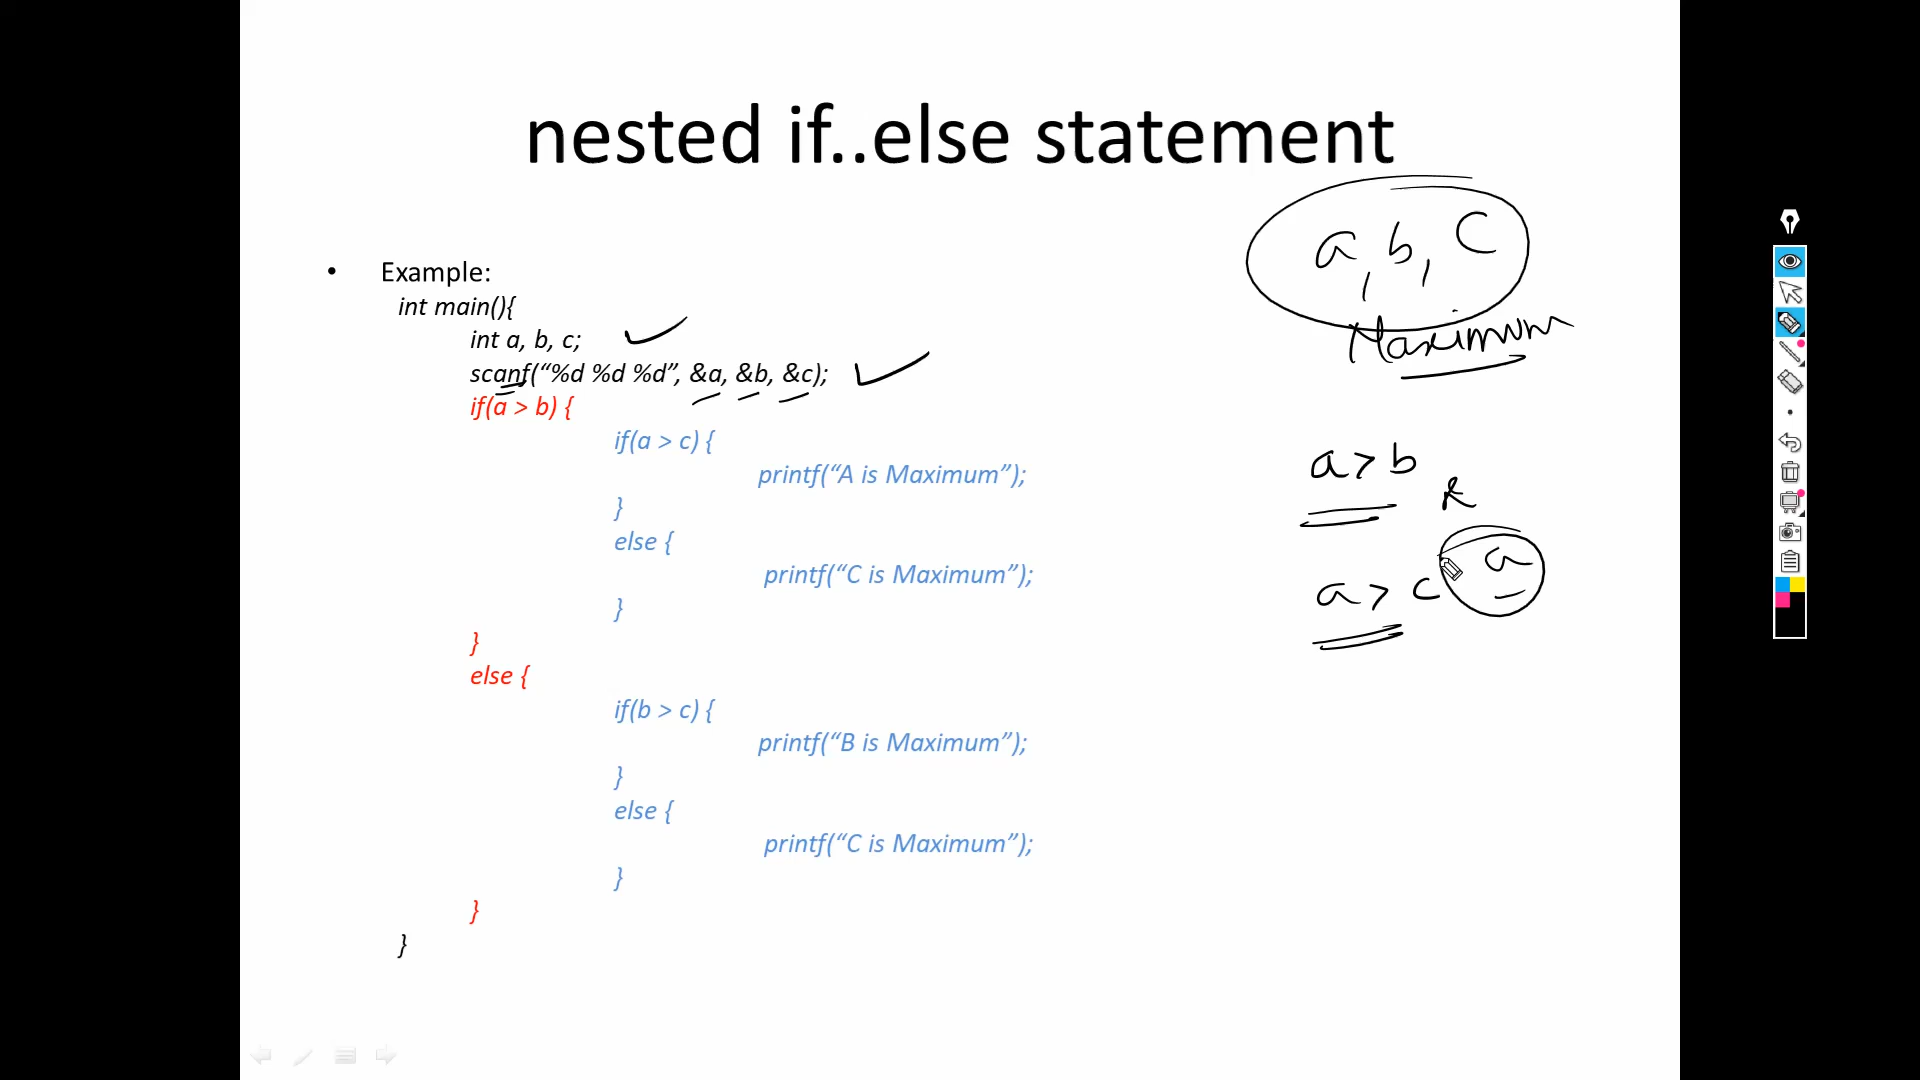 nested if..else statement
a, b, c
Maximum
• Example:
int main(){
int a, b, c;
scanf(“%d %d %d”, &a, &b, &c);
if(a > b) {
if(a > c) {
printf(“A is Maximum”);
}
else {
printf(“C is Maximum”);
}
}
else {
if(b > c) {
printf(“B is Maximum”);
}
else {
printf(“C is Maximum”);
}
}
}
a > b
&
a > c
a